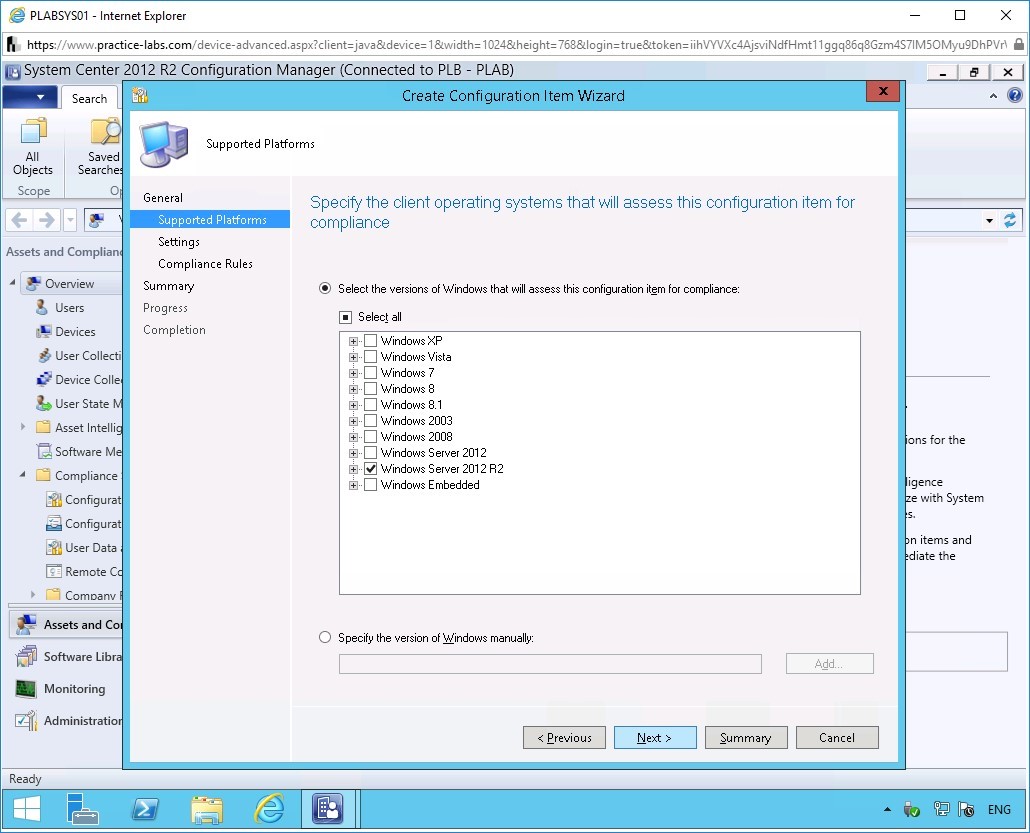 PLABSYS01 - Internet Explorer
https://www.practice-labs.com/device-advanced.aspx?client=java&device=1&width=1024&height=768&login=true&token=
System Center 2012 R2 Configuration Manager (Connected to PLB - PLAB)
Search
All
Objects
Saved
Searches
Scope
Create Configuration Item Wizard
Supported Platforms
General
Supported Platforms
Settings
Compliance Rules
Summary
Progress
Completion
Specify the client operating systems that will assess this configuration item for
compliance
Select the versions of Windows that will assess this configuration item for compliance:
Select all
Windows XP
Windows Vista
Windows 7
Windows 8
Windows 8.1
Windows 2003
Windows 2008
Windows Server 2012
Windows Server 2012 R2
Windows Embedded
Specify the version of Windows manually:
Add...
< Previous
Next >
Summary
Cancel
Assets and Complianc
Overview
Users
Devices
User Collecti
Device Colle
User State M
Asset Intellig
Software Me
Compliance
Configurat
Configurat
User Data
Remote Co
Company
Assets and Co
Software Libra
Monitoring
Administration
ions for the
lligence
ze with System
es.
on items and
ediate the
Ready
ENG